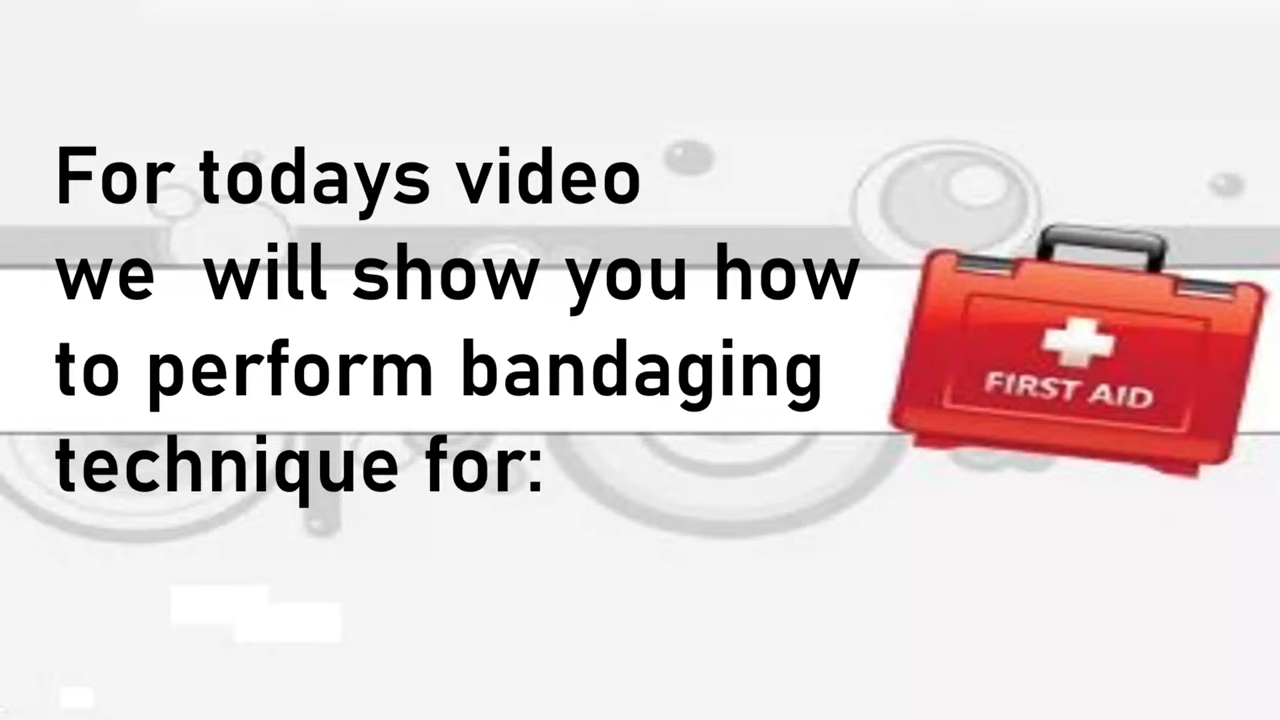 For todays video
we will show you how
to perform bandaging
technique for:
FIRST AID